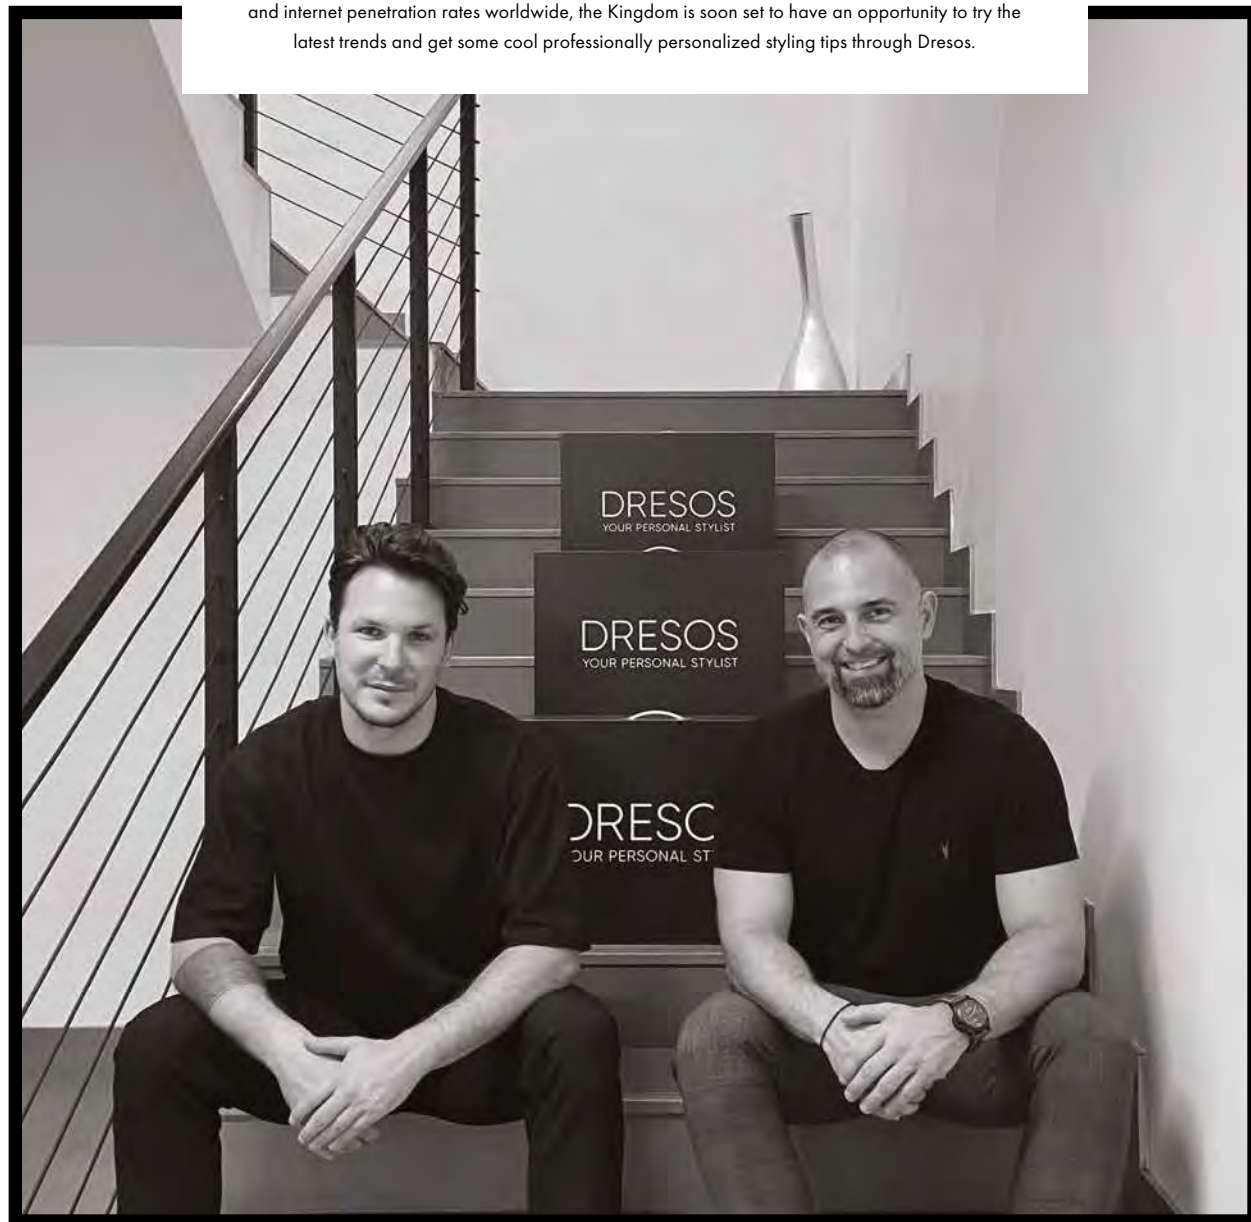 and internet penetration rates worldwide, the Kingdom is soon set to have an opportunity to try the
latest trends and get some cool professionally personalized styling tips through Dresos.
DRESOS
YOUR PERSONAL STYLIST
DRESOS
YOUR PERSONAL STYLIST
DRESC
OUR PERSONAL ST